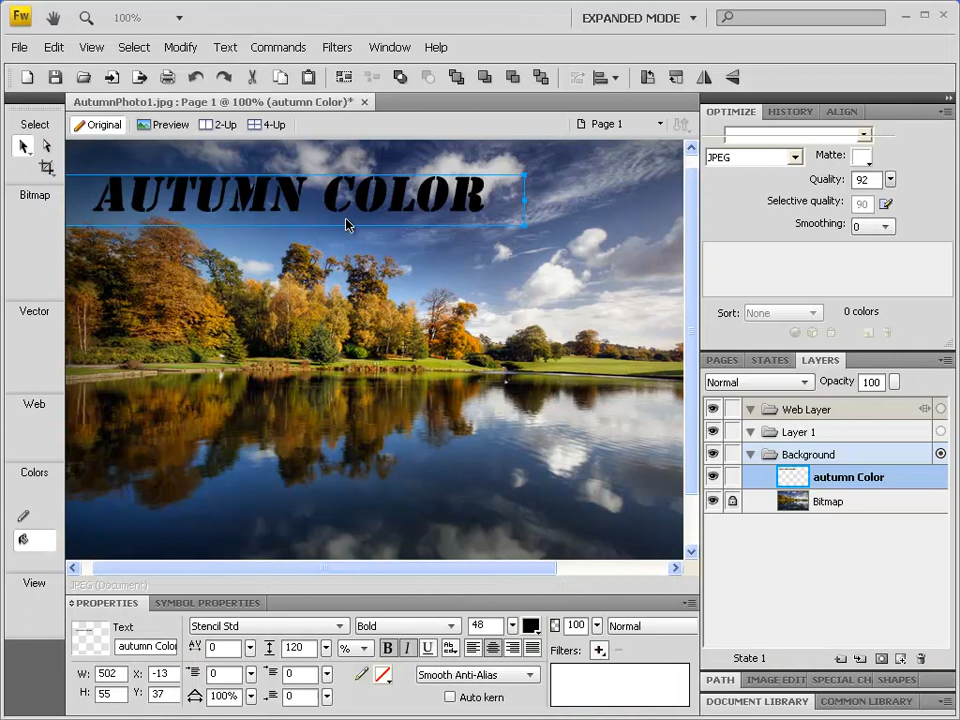 Fw 100% EXPANDED MODE
File Edit View Select Modify Text Commands Filters Window Help
AutumnPhoto1.jpg : Page 1 @ 100% (autumn Color)*
Original Preview 2-Up 4-Up Page 1
Select
Bitmap
Vector
Web
Colors
View
AUTUMN COLOR
JPEG (Document)
OPTIMIZE HISTORY ALIGN
JPEG Matte:
Quality: 92
Selective quality: 90
Smoothing: 0
Sort: None 0 colors
PAGES STATES LAYERS
Normal Opacity 100
Web Layer
Layer 1
Background
autumn Color
Bitmap
State 1
PATH IMAGE EDIT SPECIAL CH SHAPES
DOCUMENT LIBRARY COMMON LIBRARY
PROPERTIES SYMBOL PROPERTIES
Text Stencil Std Bold 48 100 Normal
autumn Colo 0 120 % B I U Filters:
W: 502 X: -13 0 0 Smooth Anti-Alias
H: 55 Y: 37 100% 0 Auto kern